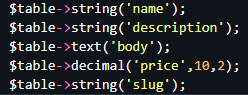 $table->string('name');
$table->string('description');
$table->text('body');
$table->decimal('price',10,2);
$table->string('slug');